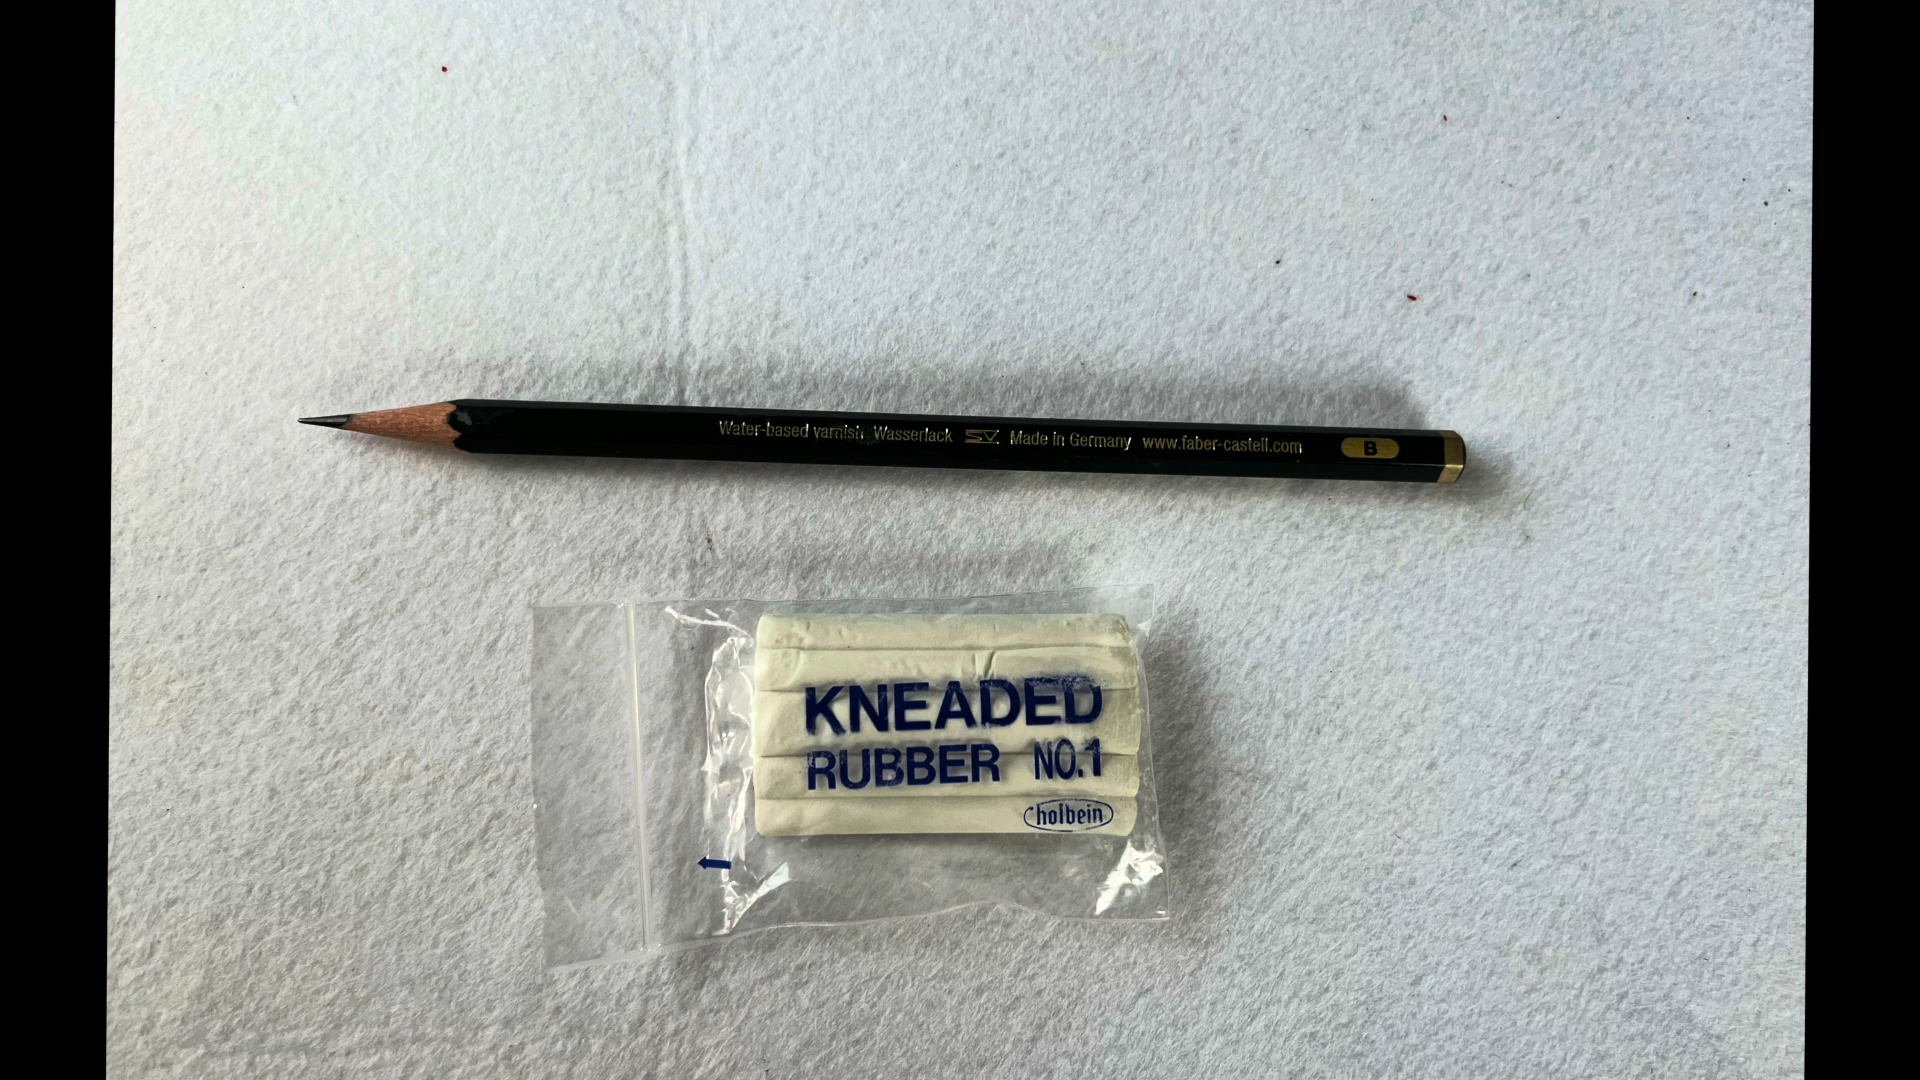 Water-based varnish Wasserlack SV Made in Germany www.faber-castell.com B
KNEADED
RUBBER NO.1
holbein